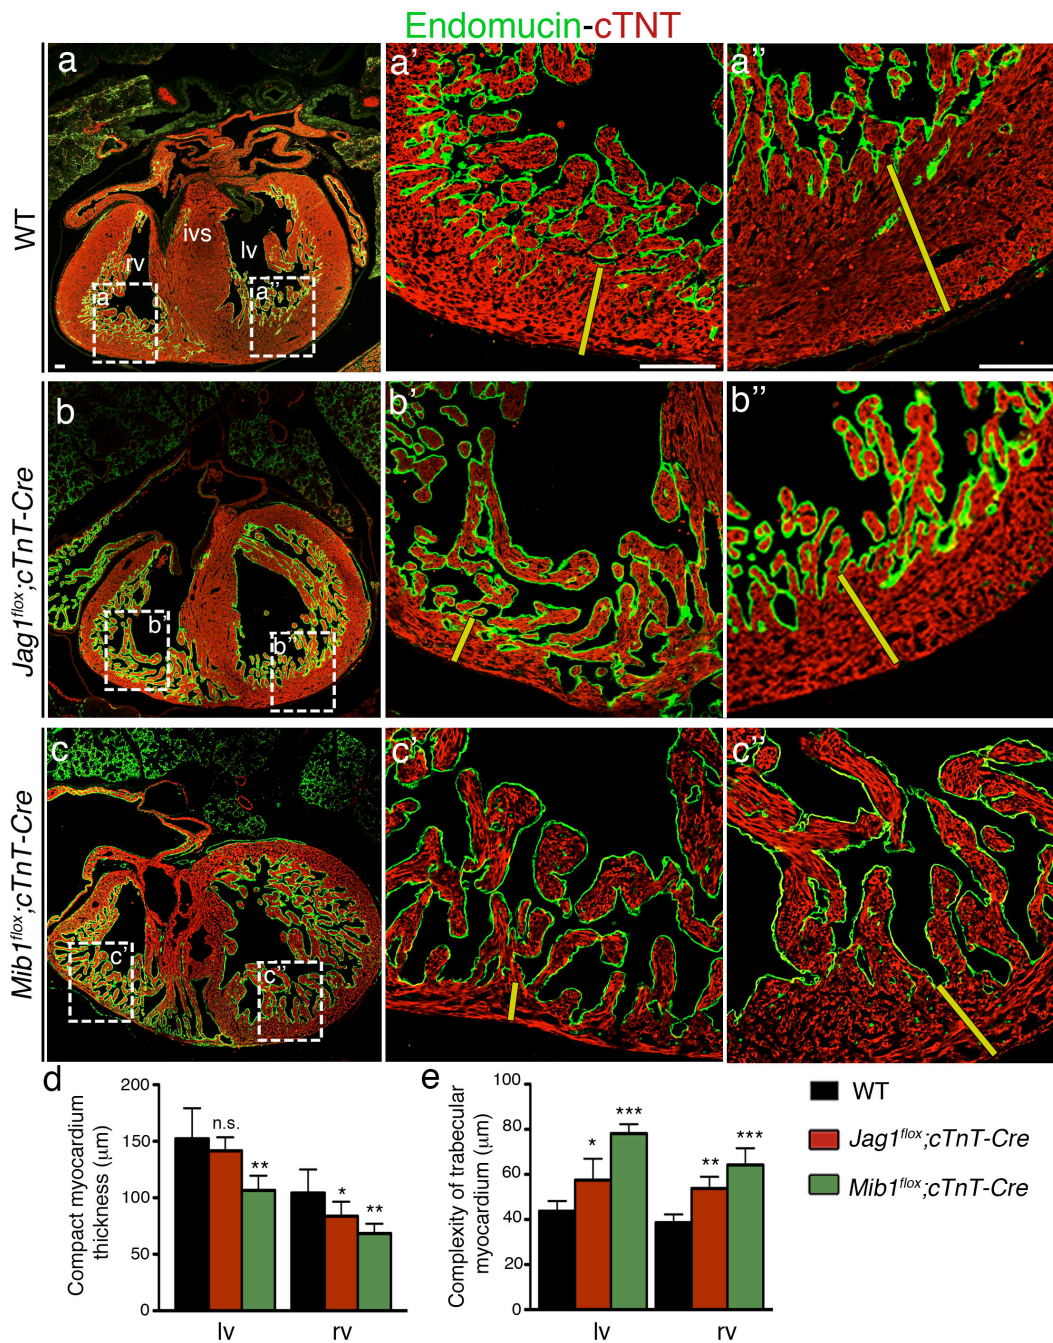 Endomucin-cTNT
WT
a
ivs
lv
rv
a'
a''
a'
a''
Jag1flox;cTnT-Cre
b
b'
b''
b'
b''
Mib1flox;cTnT-Cre
c
c'
c''
c'
c''
d
Compact myocardium
thickness (μm)
200
150
100
50
0
n.s.
**
*
**
lv
rv
e
Complexity of trabecular
myocardium (μm)
100
80
60
40
20
0
*
***
**
***
lv
rv
WT
Jag1flox;cTnT-Cre
Mib1flox;cTnT-Cre